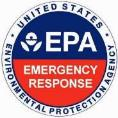 UNITED STATES
ENVIRONMENTAL PROTECTION AGENCY
EPA
EMERGENCY
RESPONSE